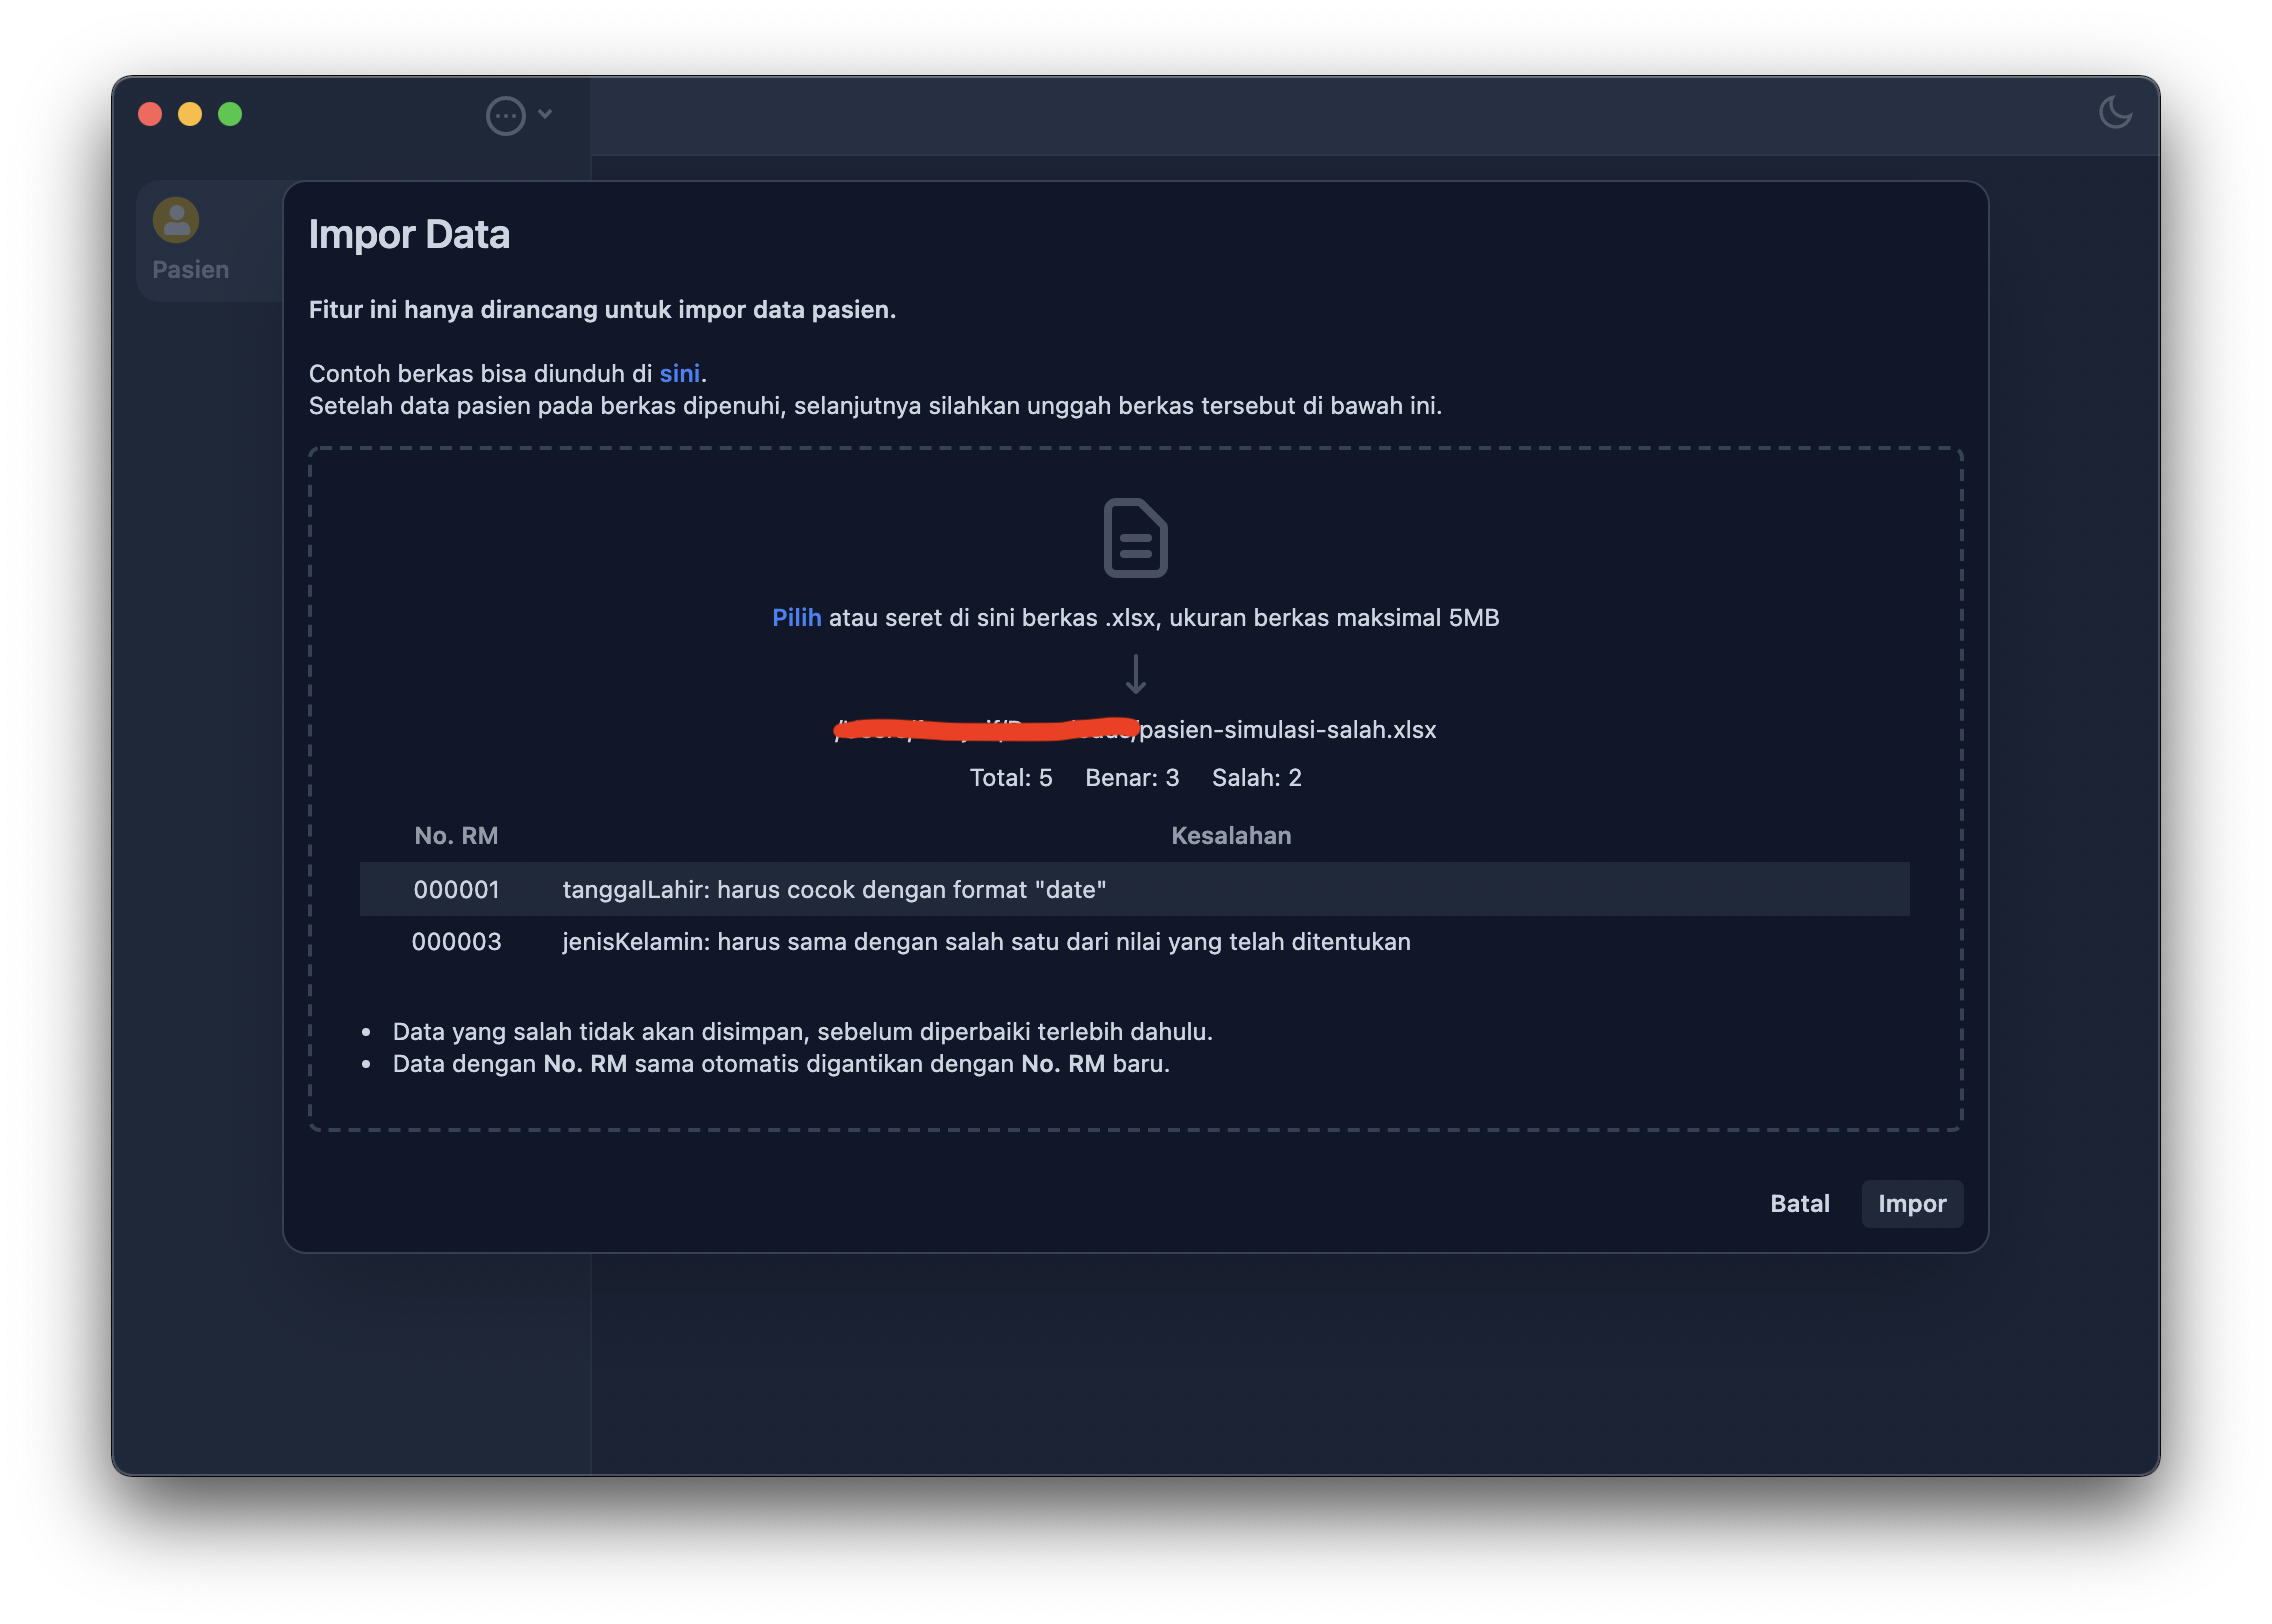 Pasien
Impor Data
Fitur ini hanya dirancang untuk impor data pasien.
Contoh berkas bisa diunduh di sini.
Setelah data pasien pada berkas dipenuhi, selanjutnya silahkan unggah berkas tersebut di bawah ini.
Pilih atau seret di sini berkas .xlsx, ukuran berkas maksimal 5MB
/pasien-simulasi-salah.xlsx
Total: 5 Benar: 3 Salah: 2
No. RM Kesalahan
000001 tanggalLahir: harus cocok dengan format "date"
000003 jenisKelamin: harus sama dengan salah satu dari nilai yang telah ditentukan
• Data yang salah tidak akan disimpan, sebelum diperbaiki terlebih dahulu.
• Data dengan No. RM sama otomatis digantikan dengan No. RM baru.
Batal Impor